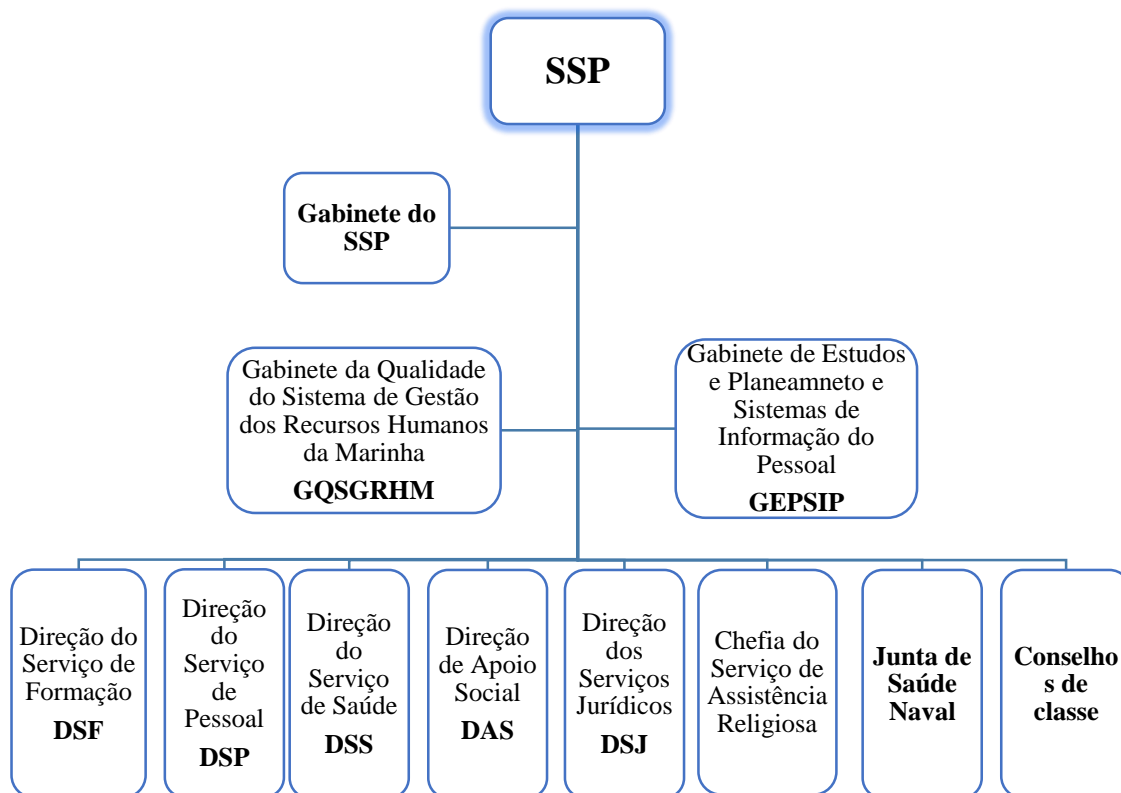 SSP
Gabinete do
SSP
Gabinete da Qualidade
do Sistema de Gestão
dos Recursos Humanos
da Marinha
GQSGRHM
Gabinete de Estudos
e Planeamneto e
Sistemas de
Informação do
Pessoal
GEPSIP
Direção do
Serviço de
Formação
DSF
Direção
do
Serviço
de
Pessoal
DSP
Direção
do
Serviço
de Saúde
DSS
Direção
de Apoio
Social
DAS
Direção
dos
Serviços
Jurídicos
DSJ
Chefia do
Serviço de
Assistência
Religiosa
Junta de
Saúde
Naval
Conselho
s de
classe